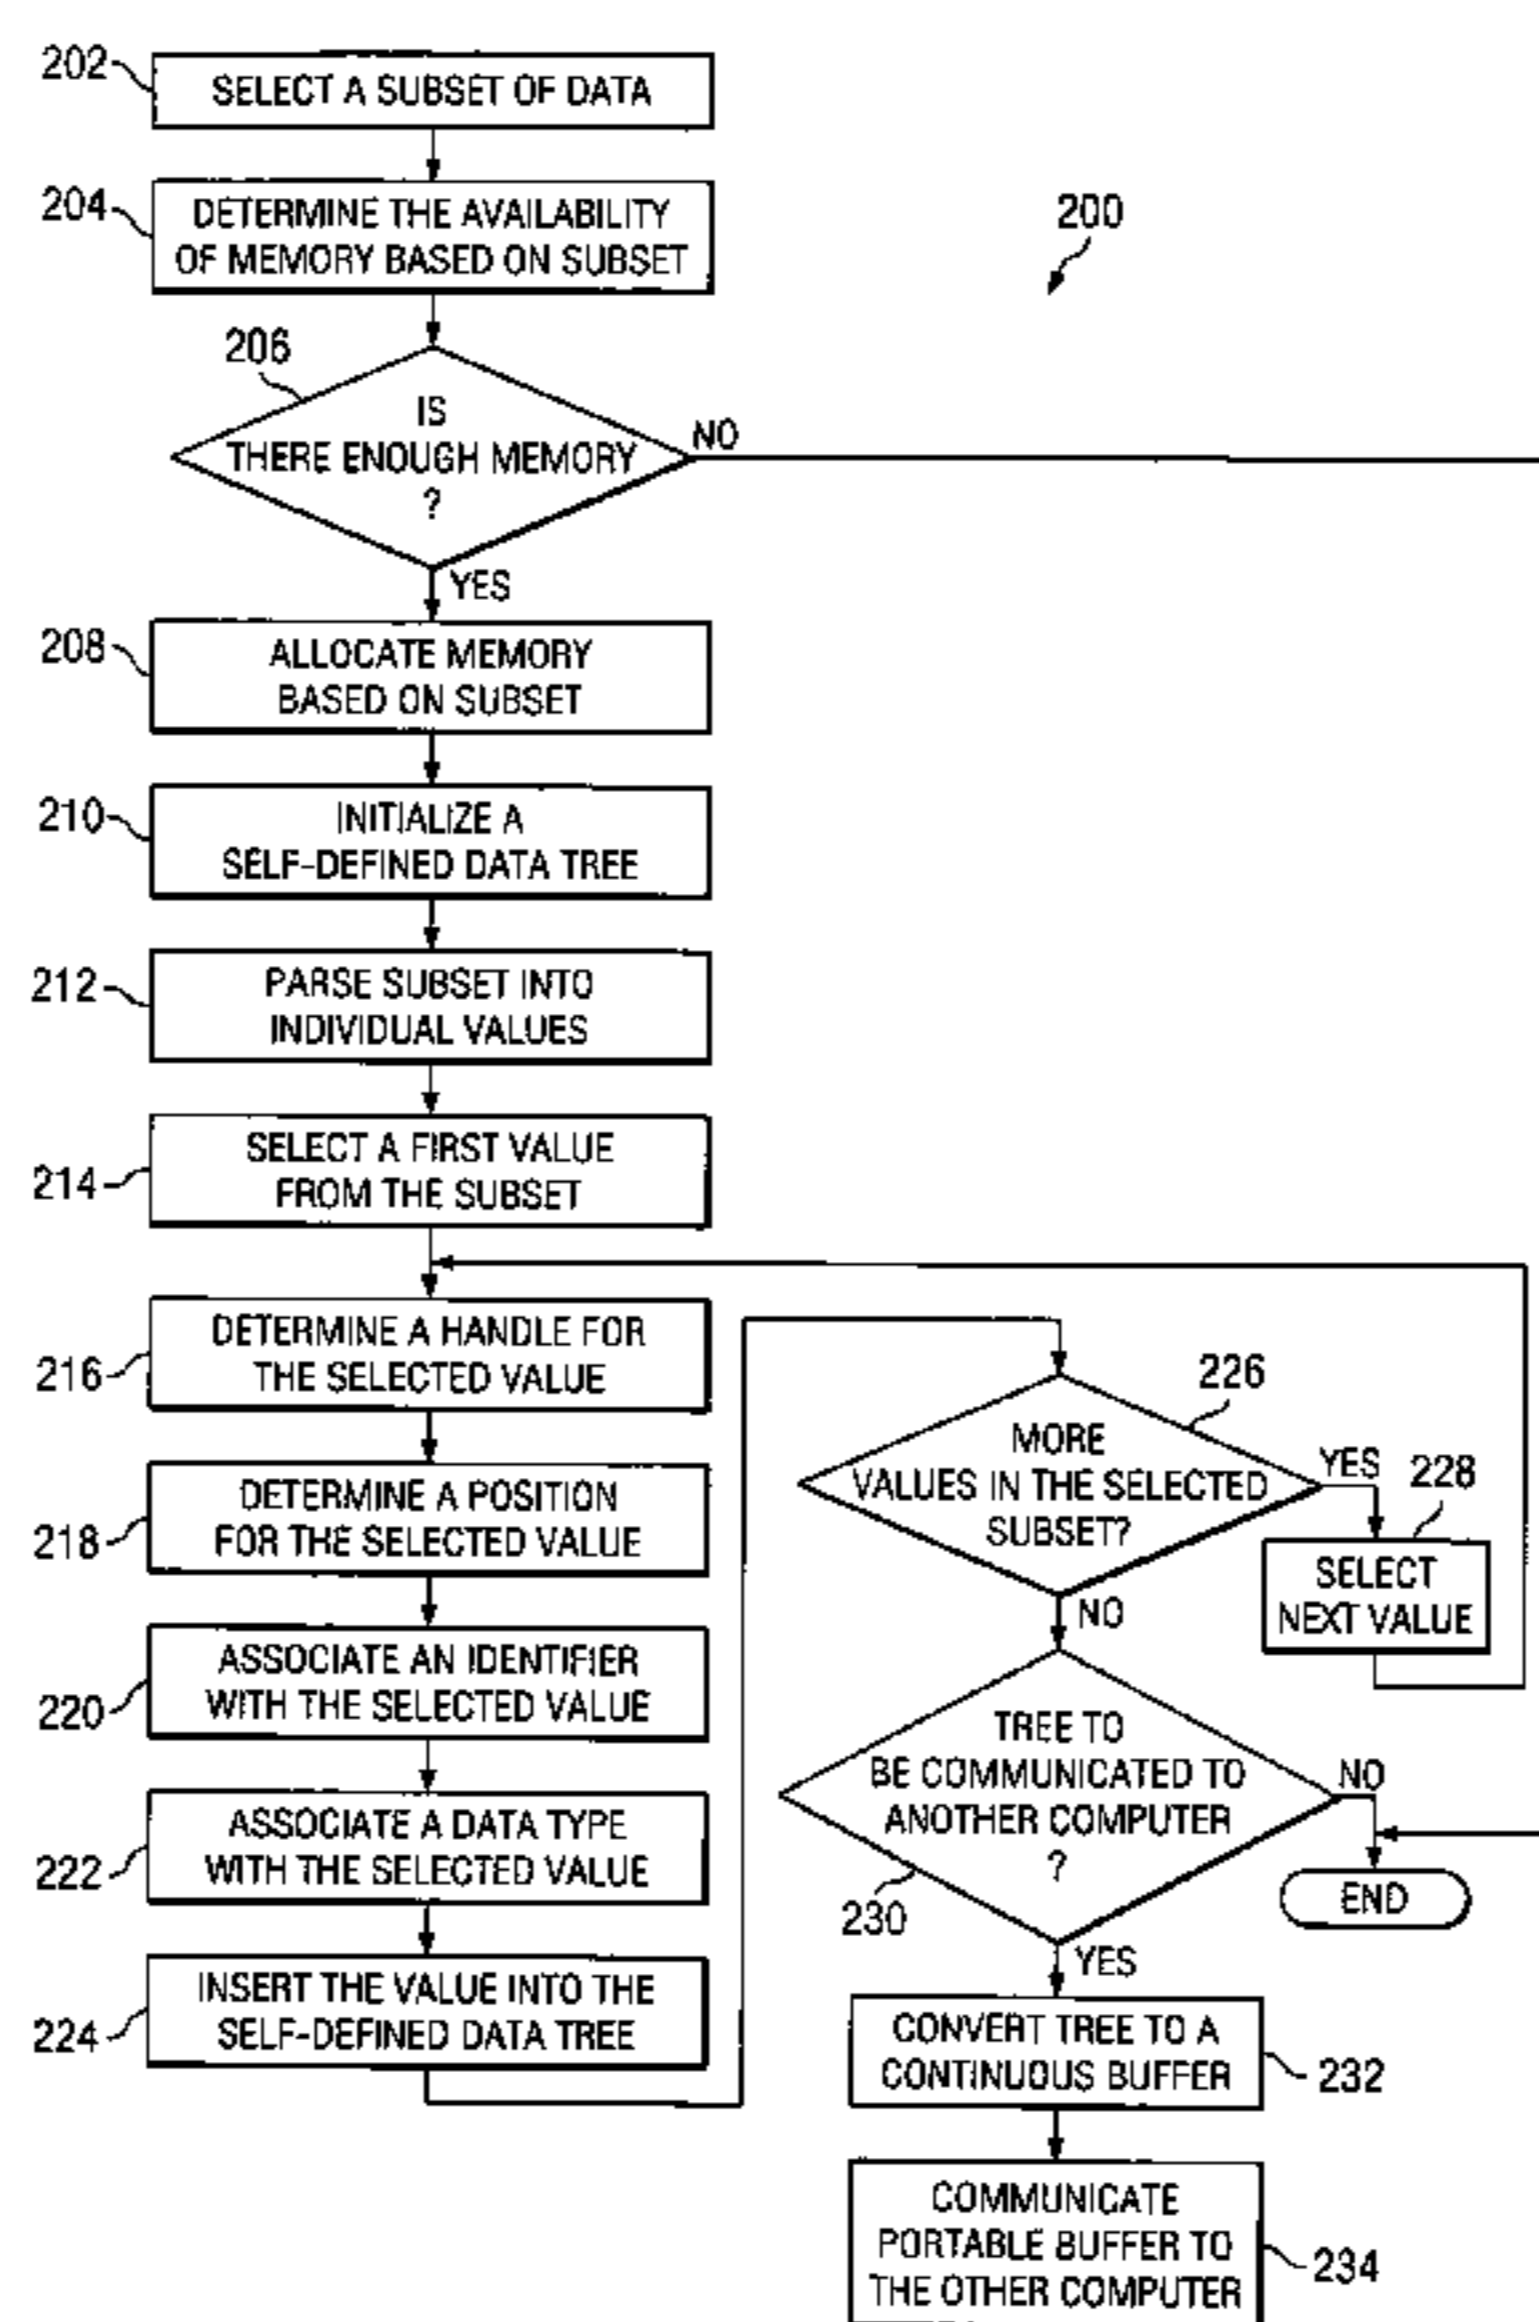 202
SELECT A SUBSET OF DATA
204
DETERMINE THE AVAILABILITY
OF MEMORY BASED ON SUBSET
200
206
IS
THERE ENOUGH MEMORY
?
NO
YES
208
ALLOCATE MEMORY
BASED ON SUBSET
210
INITIALIZE A
SELF-DEFINED DATA TREE
212
PARSE SUBSET INTO
INDIVIDUAL VALUES
214
SELECT A FIRST VALUE
FROM THE SUBSET
216
DETERMINE A HANDLE FOR
THE SELECTED VALUE
218
DETERMINE A POSITION
FOR THE SELECTED VALUE
220
ASSOCIATE AN IDENTIFIER
WITH THE SELECTED VALUE
222
ASSOCIATE A DATA TYPE
WITH THE SELECTED VALUE
224
INSERT THE VALUE INTO THE
SELF-DEFINED DATA TREE
226
MORE
VALUES IN THE SELECTED
SUBSET?
YES
228
SELECT
NEXT VALUE
NO
TREE TO
BE COMMUNICATED TO
ANOTHER COMPUTER
?
230
NO
END
YES
CONVERT TREE TO A
CONTINUOUS BUFFER
232
COMMUNICATE
PORTABLE BUFFER TO
THE OTHER COMPUTER
234